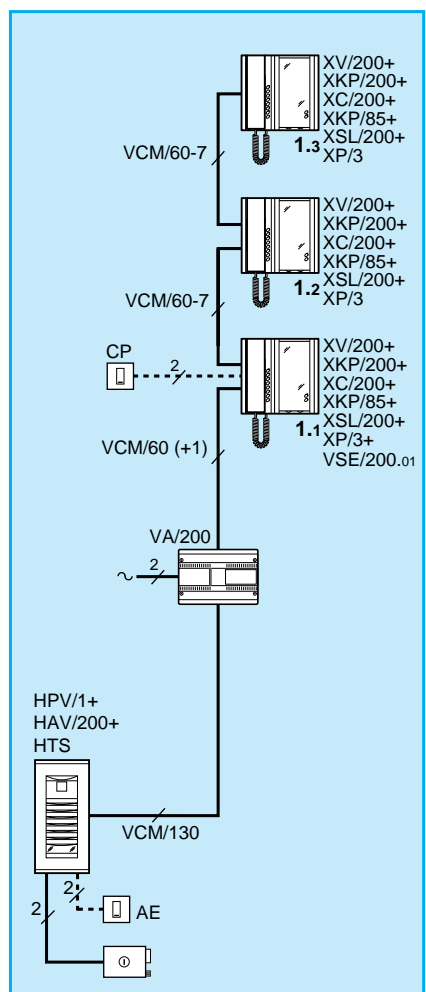 XV/200+
XKP/200+
XC/200+
XKP/85+
XSL/200+
XP/3
1.3
VCM/60-7
XV/200+
XKP/200+
XC/200+
XKP/85+
XSL/200+
XP/3
1.2
VCM/60-7
CP
2
XV/200+
XKP/200+
XC/200+
XKP/85+
XSL/200+
XP/3+
VSE/200.01
1.1
VCM/60 (+1)
VA/200
2
HPV/1+
HAV/200+
HTS
VCM/130
2
2
AE